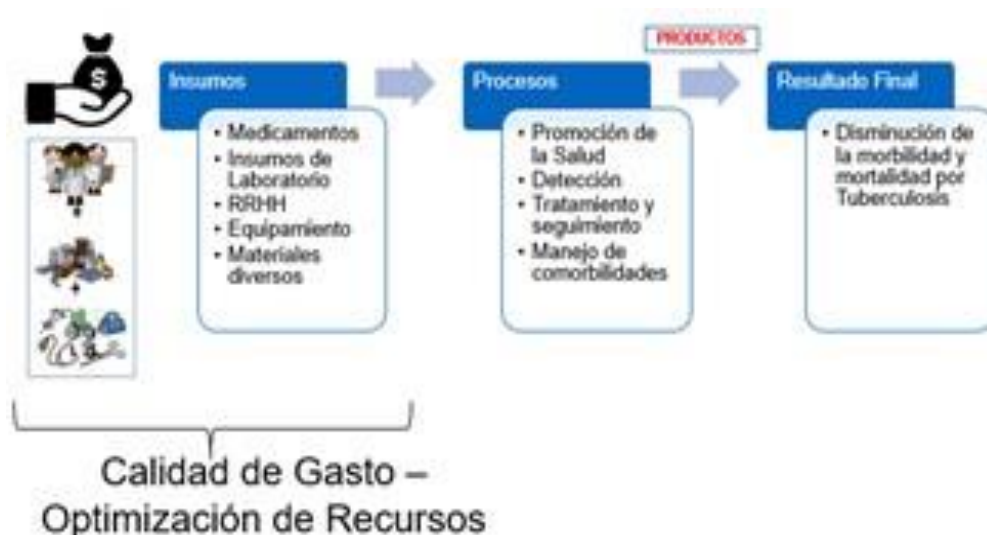 PRODUCTOS
Insumos
Procesos
Resultado Final
• Medicamentos
• Insumos de
Laboratorio
• RRHH
• Equipamiento
• Materiales
diversos
• Promoción de
la Salud
• Detección
• Tratamiento y
seguimiento
• Manejo de
comorbilidades
• Disminución de
la morbilidad y
mortalidad por
Tuberculosis
$
+
+
Calidad de Gasto –
Optimización de Recursos